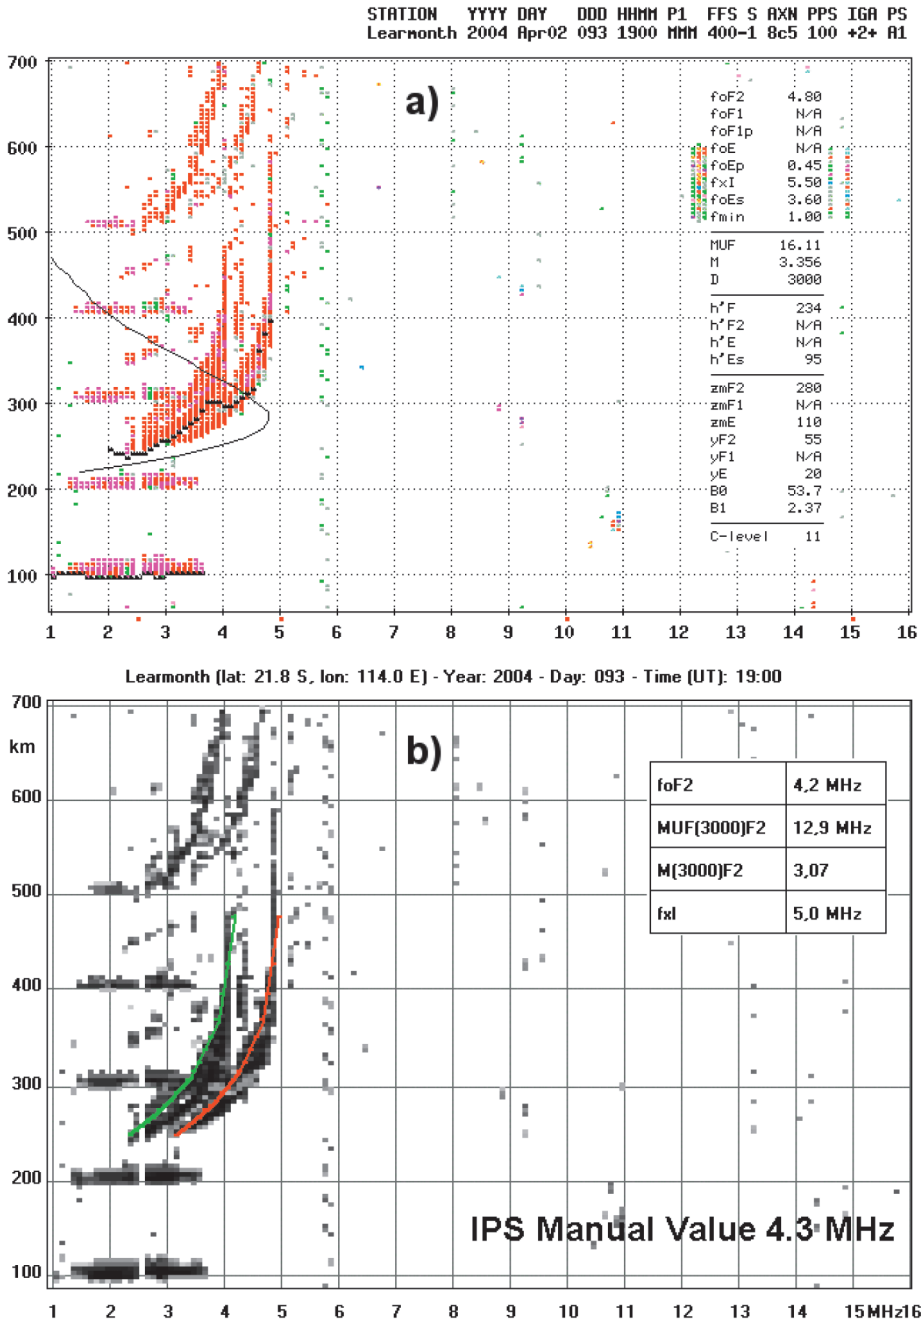 STATION YYYY DAY DDD HHMM P1 FFS S AXN PPS IGA PS
Learmonth 2004 Apr02 093 1900 MMM 400-1 8c5 100 +2+ A1
a)
700
600
500
400
300
200
100
foF2 4.80
foF1 N/A
foF1p N/A
foE N/A
foEp 0.45
fxI 5.50
foEs 3.60
fmin 1.00
MUF 16.11
M 3.356
D 3000
h'F 234
h'F2 N/A
h'E N/A
h'Es 95
zmF2 280
zmF1 N/A
zmE 110
yF2 55
yF1 N/A
yE 20
B0 53.7
B1 2.37
C-level 11
1 2 3 4 5 6 7 8 9 10 11 12 13 14 15 16
Learmonth (lat: 21.8 S, lon: 114.0 E) - Year: 2004 - Day: 093 - Time (UT): 19:00
b)
700
km
600
500
400
300
200
100
foF2 4,2 MHz
MUF(3000)F2 12,9 MHz
M(3000)F2 3,07
fxI 5,0 MHz
IPS Manual Value 4.3 MHz
1 2 3 4 5 6 7 8 9 10 11 12 13 14 15 MHz16